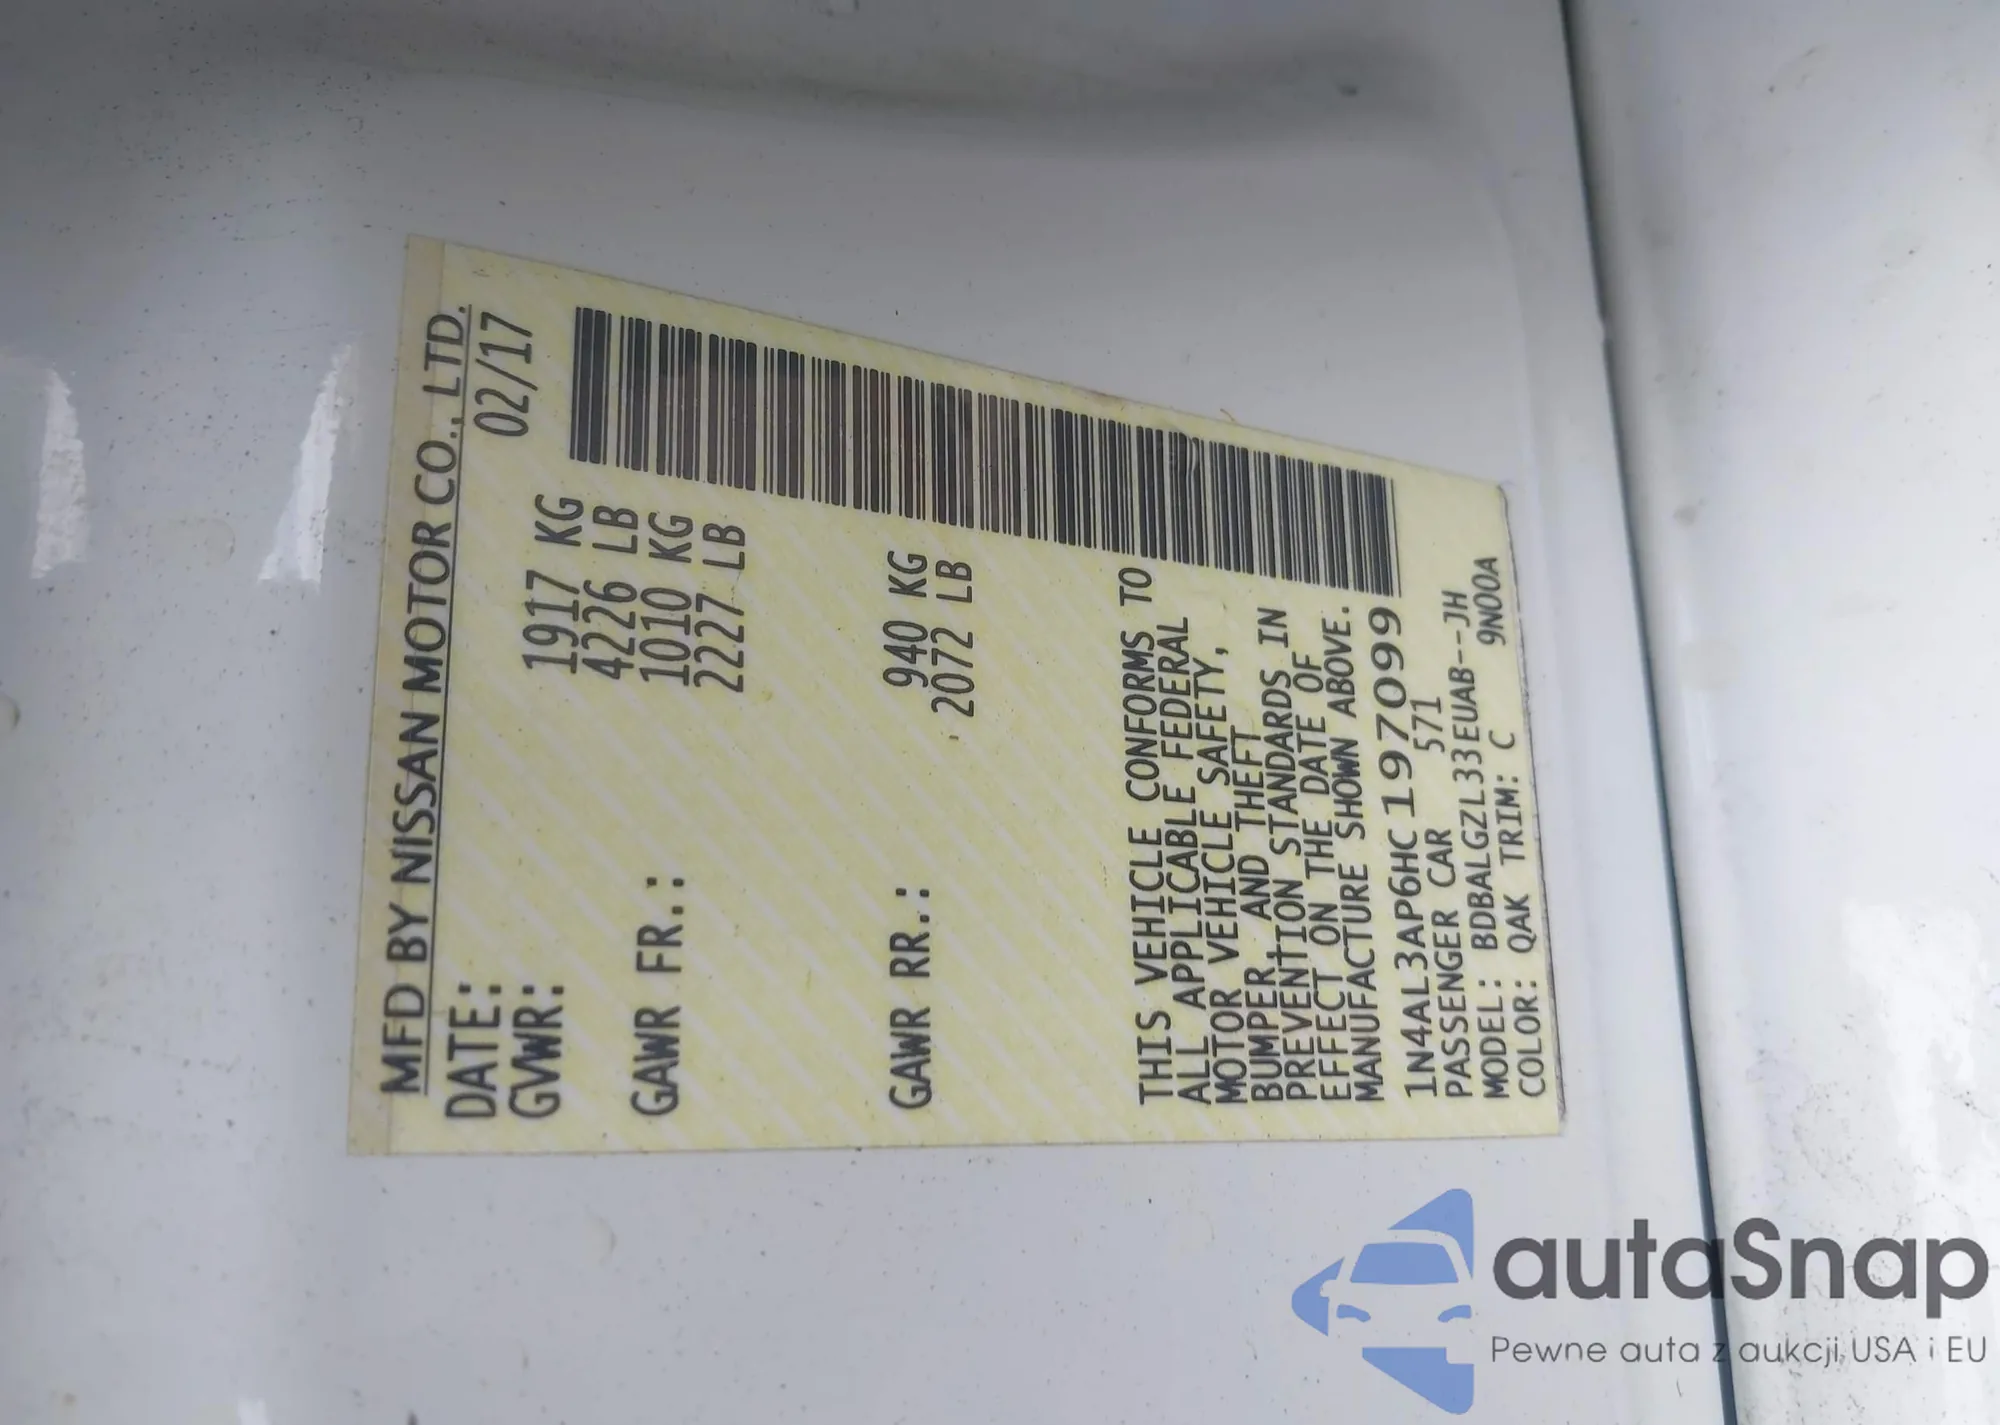 MFD BY NISSAN MOTOR CO., LTD.
DATE: 02/17
GVWR: 1917 KG
4226 LB
GAWR FR.: 1010 KG
2227 LB
GAWR RR.: 940 KG
2072 LB
THIS VEHICLE CONFORMS TO
ALL APPLICABLE FEDERAL
MOTOR VEHICLE SAFETY,
BUMPER, AND THEFT
PREVENTION STANDARDS IN
EFFECT ON THE DATE OF
MANUFACTURE SHOWN ABOVE.
1N4AL3AP6HC197099
PASSENGER CAR 571
MODEL: BDBALGZL33EUAB--JH
COLOR: QAK TRIM: C 9N00A
autaSnap
Pewne auta z aukcji USA i EU